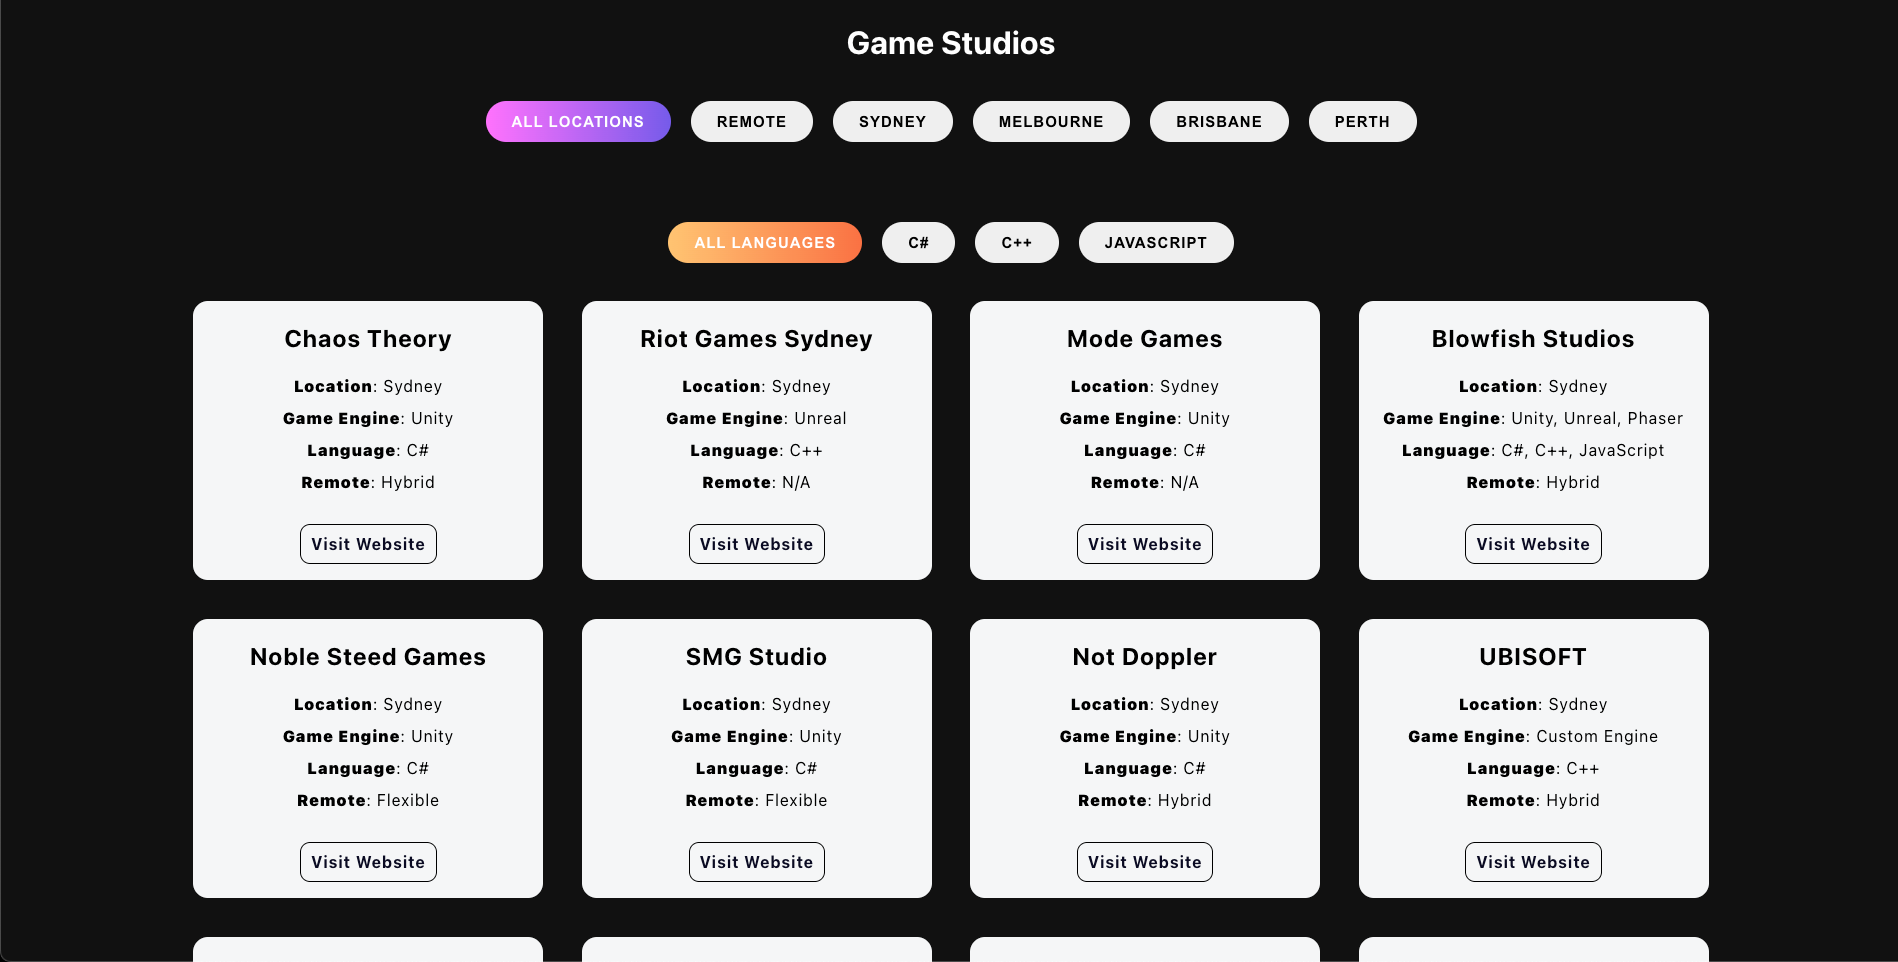 Game Studios
ALL LOCATIONS REMOTE SYDNEY MELBOURNE BRISBANE PERTH
ALL LANGUAGES C# C++ JAVASCRIPT
Chaos Theory
Location: Sydney
Game Engine: Unity
Language: C#
Remote: Hybrid
Visit Website
Riot Games Sydney
Location: Sydney
Game Engine: Unreal
Language: C++
Remote: N/A
Visit Website
Mode Games
Location: Sydney
Game Engine: Unity
Language: C#
Remote: N/A
Visit Website
Blowfish Studios
Location: Sydney
Game Engine: Unity, Unreal, Phaser
Language: C#, C++, JavaScript
Remote: Hybrid
Visit Website
Noble Steed Games
Location: Sydney
Game Engine: Unity
Language: C#
Remote: Flexible
Visit Website
SMG Studio
Location: Sydney
Game Engine: Unity
Language: C#
Remote: Flexible
Visit Website
Not Doppler
Location: Sydney
Game Engine: Unity
Language: C#
Remote: Hybrid
Visit Website
UBISOFT
Location: Sydney
Game Engine: Custom Engine
Language: C++
Remote: Hybrid
Visit Website